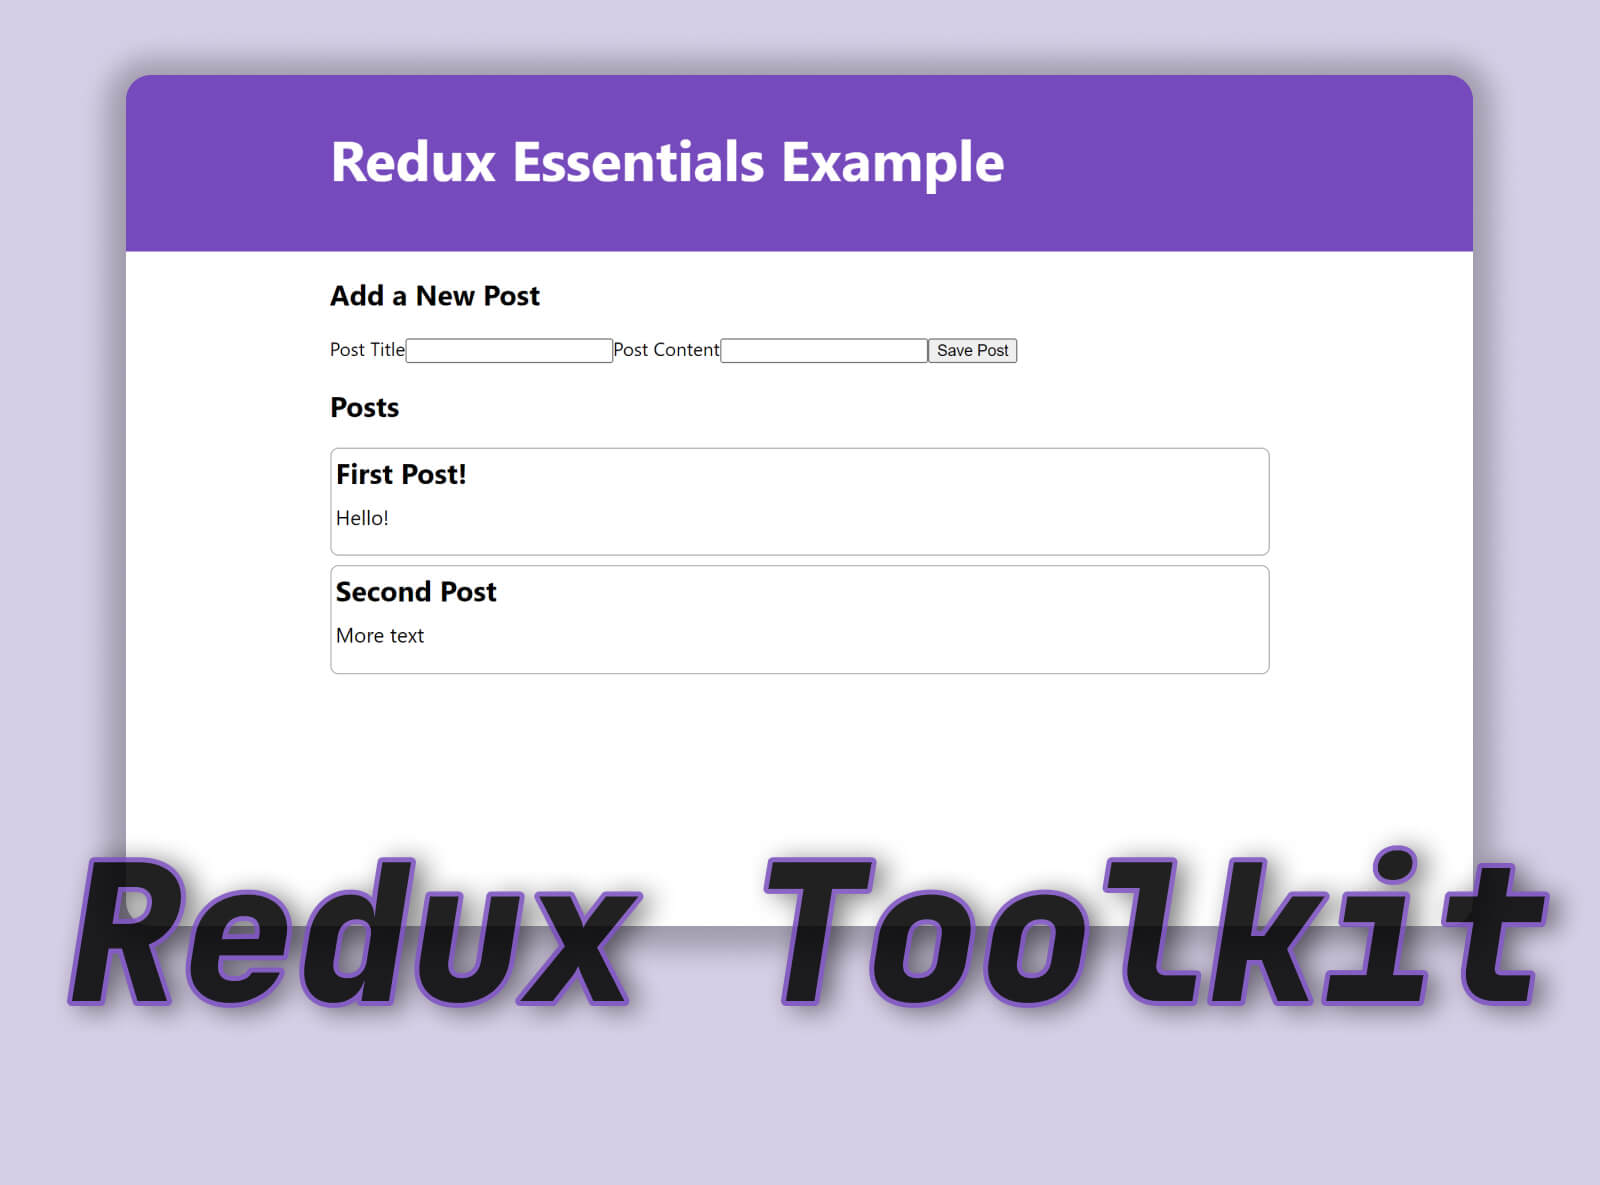 Redux Essentials Example
Add a New Post
Post Title Post Content Save Post
Posts
First Post!
Hello!
Second Post
More text
Redux Toolkit